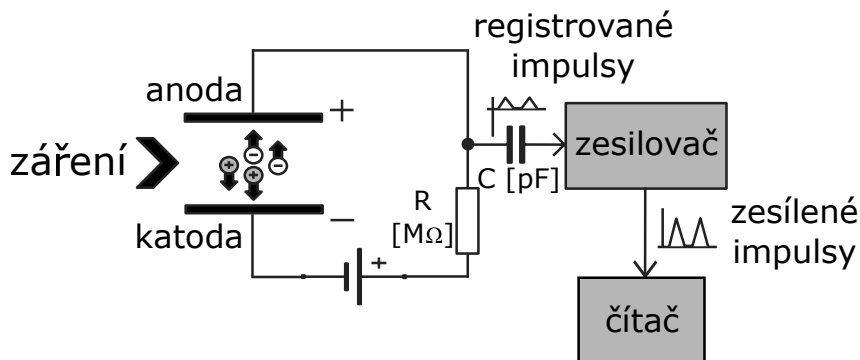 registrované
impulsy
anoda
+
záření
zesilovač
C [pF]
R
[MΩ]
−
katoda
+
zesílené
impulsy
čítač